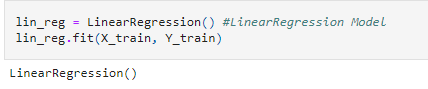 lin_reg = LinearRegression() #LinearRegression Model
lin_reg.fit(X_train, Y_train)
LinearRegression()